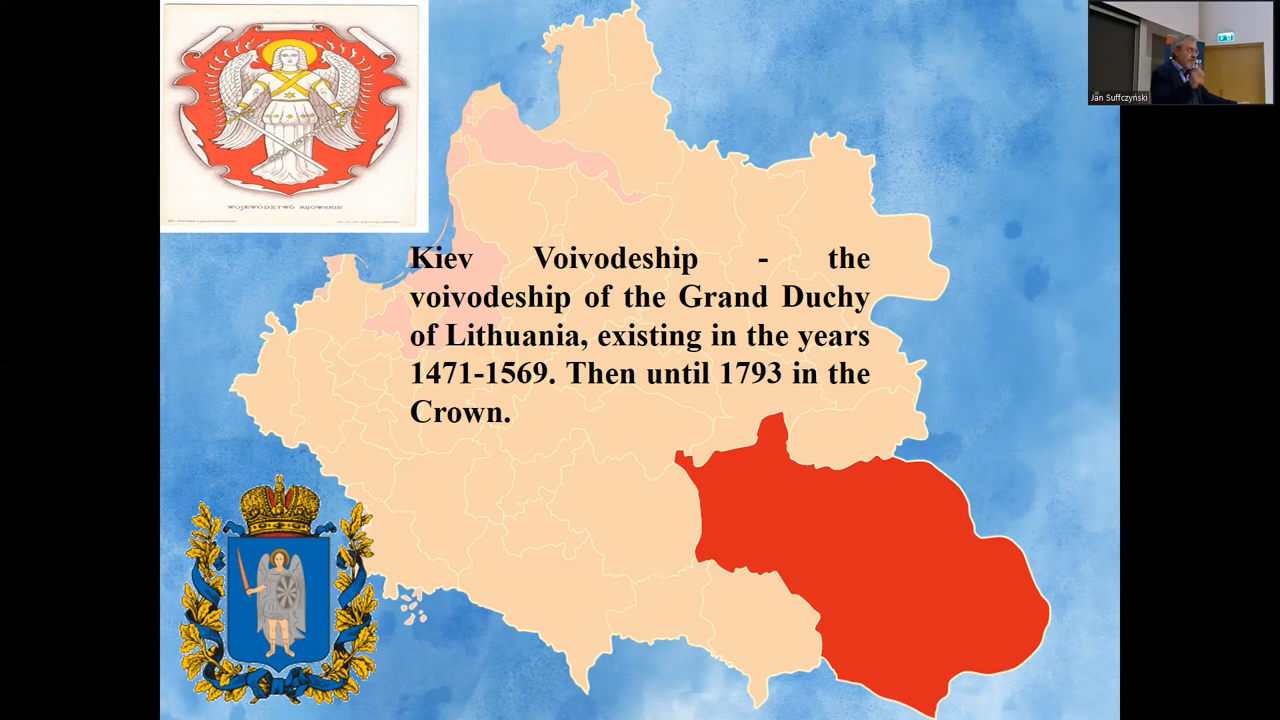 WOJEWÓDZTWO KIJOWSKIE
Jan Suffczyński
Kiev Voivodeship - the
voivodeship of the Grand Duchy
of Lithuania, existing in the years
1471-1569. Then until 1793 in the
Crown.